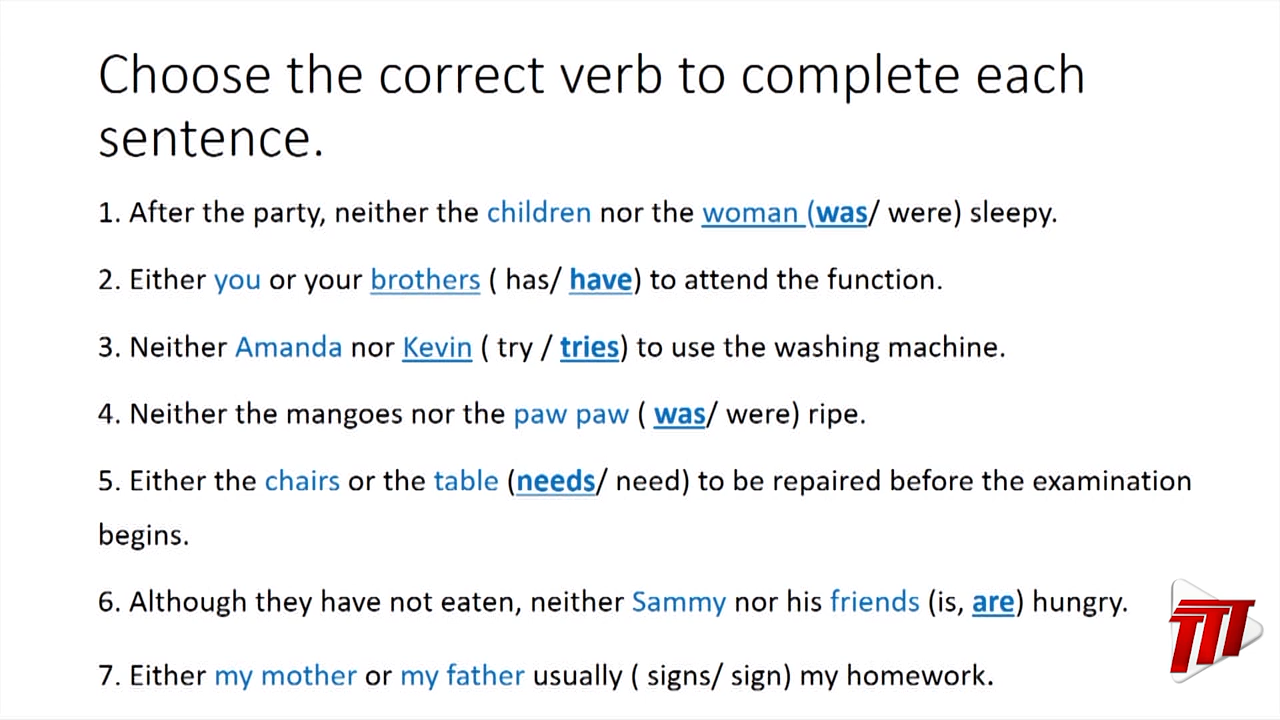 Choose the correct verb to complete each
sentence.
1. After the party, neither the children nor the woman (was/ were) sleepy.
2. Either you or your brothers ( has/ have) to attend the function.
3. Neither Amanda nor Kevin ( try / tries) to use the washing machine.
4. Neither the mangoes nor the paw paw ( was/ were) ripe.
5. Either the chairs or the table (needs/ need) to be repaired before the examination
begins.
6. Although they have not eaten, neither Sammy nor his friends (is, are) hungry.
7. Either my mother or my father usually ( signs/ sign) my homework.
TTT